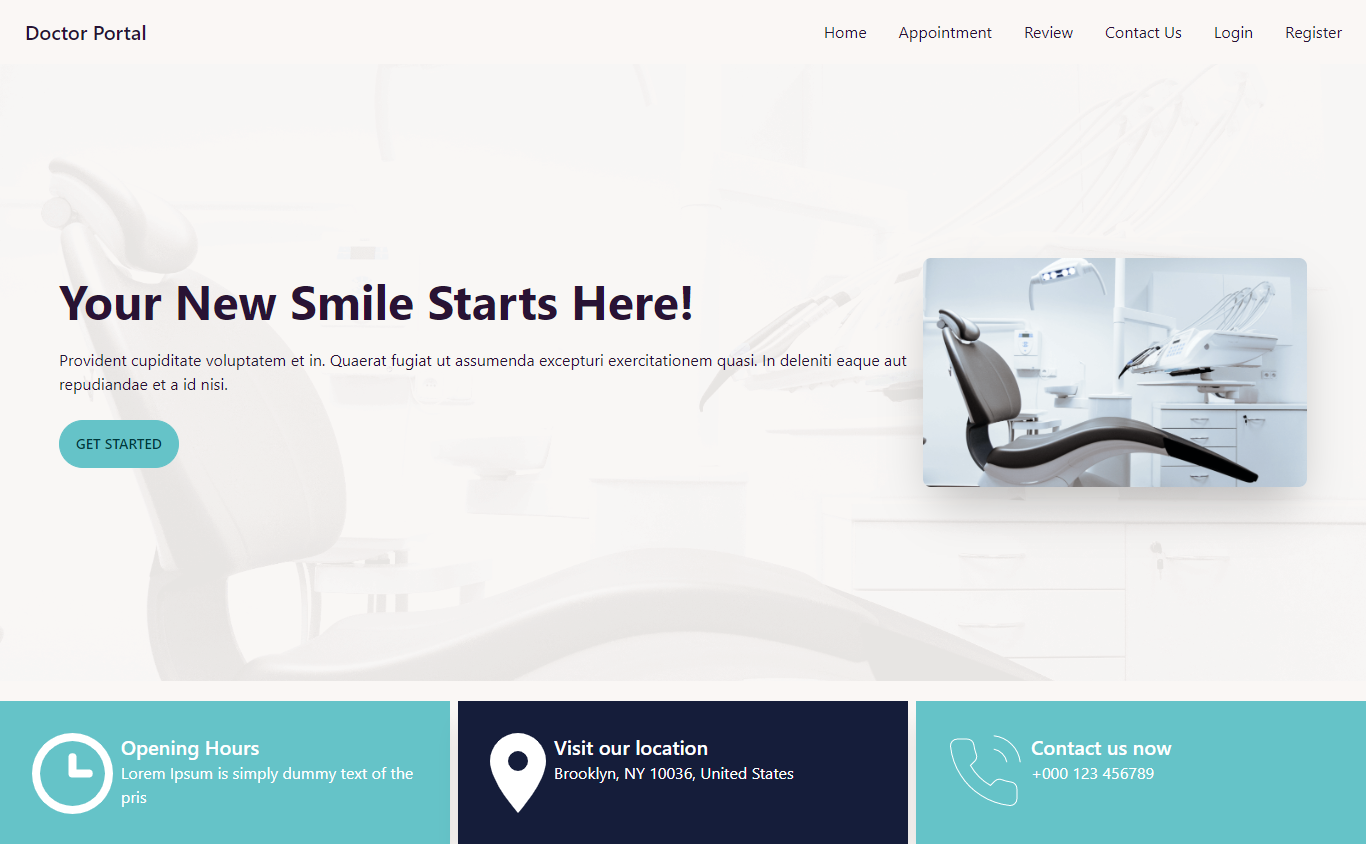 Doctor Portal
Home Appointment Review Contact Us Login Register
Your New Smile Starts Here!
Provident cupiditate voluptatem et in. Quaerat fugiat ut assumenda excepturi exercitationem quasi. In deleniti eaque aut
repudiandae et a id nisi.
GET STARTED
Opening Hours
Lorem Ipsum is simply dummy text of the
pris
Visit our location
Brooklyn, NY 10036, United States
Contact us now
+000 123 456789